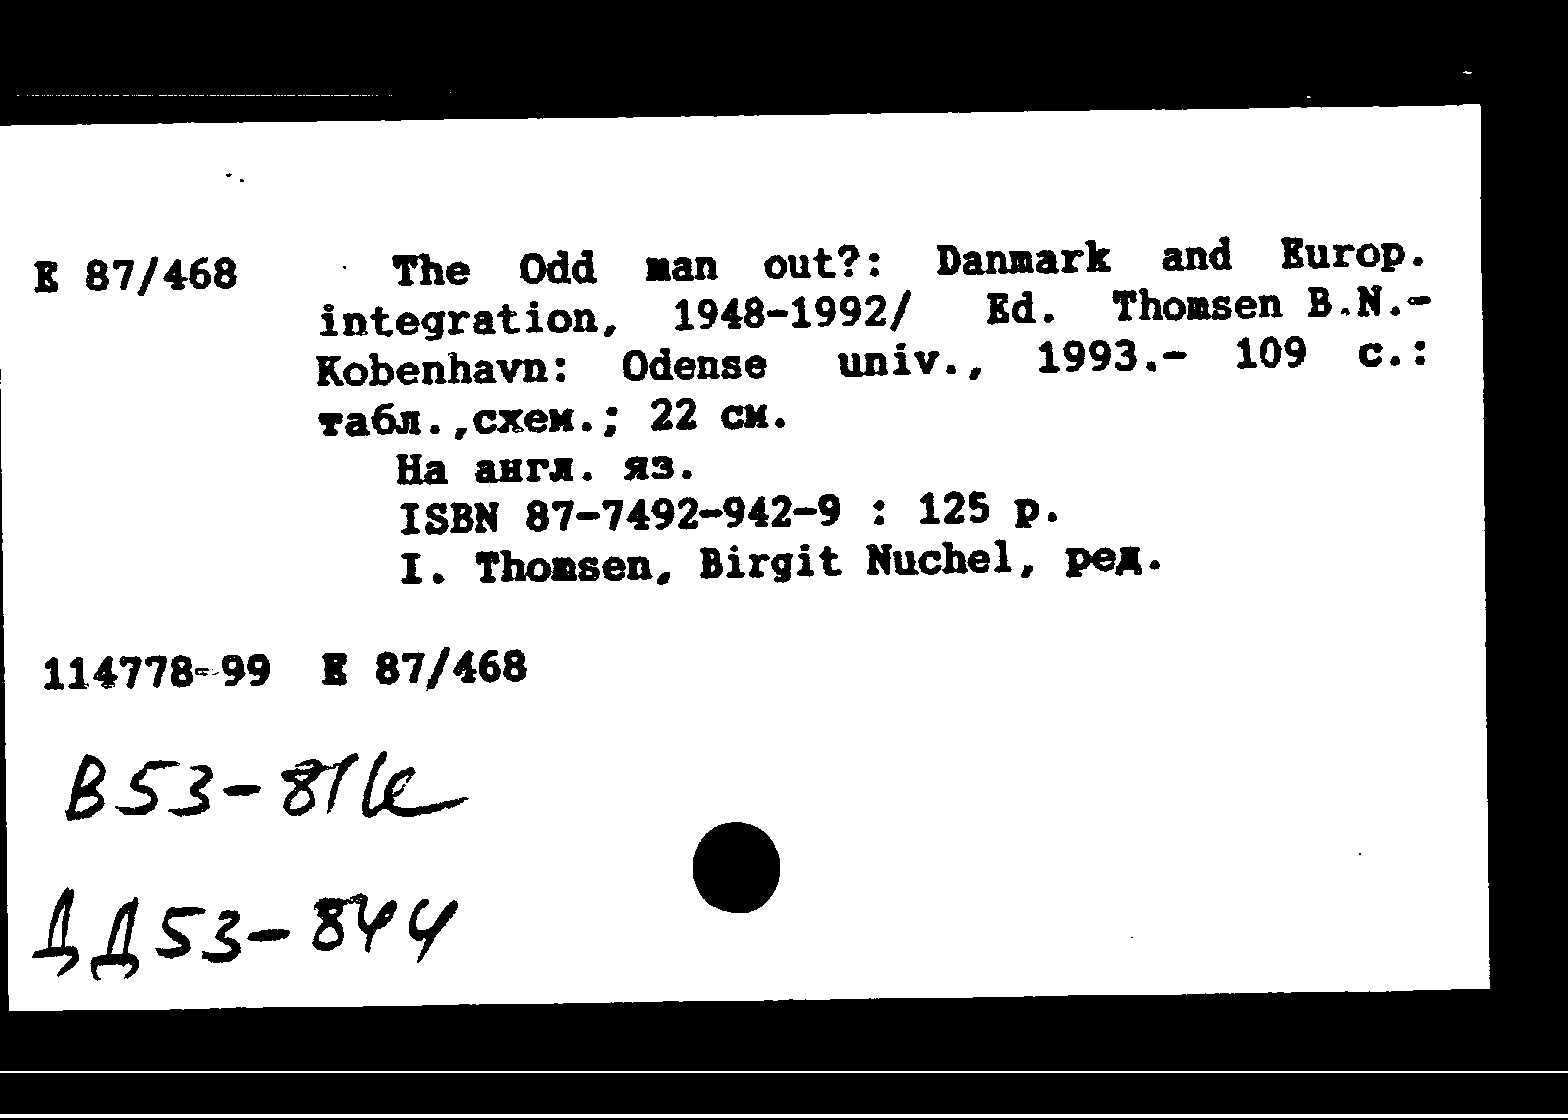 E 87/468 The Odd man out?: Danmark and Europ.
integration, 1948-1992/ Ed. Thomsen B.N.-
Kobenhavn: Odense univ., 1993.- 109 с.:
табл.,схем.; 22 см.
На англ. яз.
ISBN 87-7492-942-9 : 125 р.
I. Thomsen, Birgit Nuchel, ред.
114778-99 E 87/468
В53-
ДД53-844